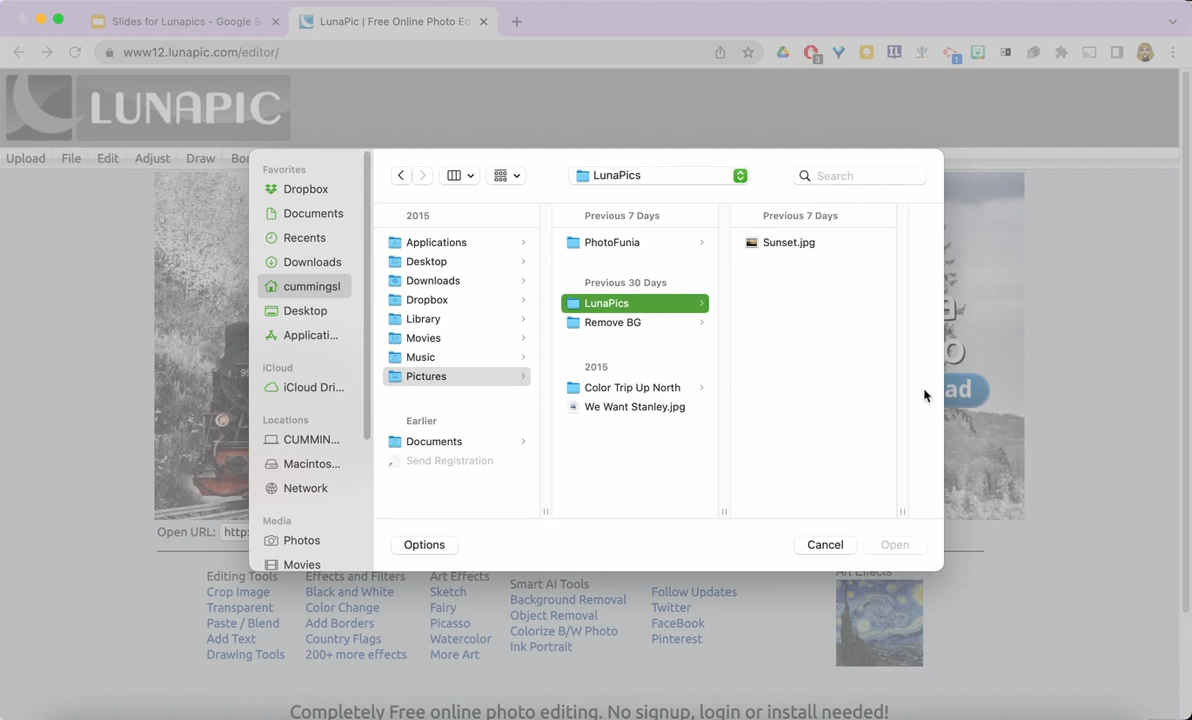 Slides for Lunapics - Google S
LunaPic | Free Online Photo Edi
www12.lunapic.com/editor/
3
IL
1
LUNAPIC
Upload File Edit Adjust Draw Bor
Favorites
Dropbox
Documents
Recents
Downloads
cummingsl
Desktop
Applicati...
iCloud
iCloud Dri...
Locations
CUMMIN...
Macintos...
Network
Media
Photos
Movies
LunaPics
Search
2015
Applications
Desktop
Downloads
Dropbox
Library
Movies
Music
Pictures
Earlier
Documents
Send Registration
Previous 7 Days
PhotoFunia
Previous 30 Days
LunaPics
Remove BG
2015
Color Trip Up North
We Want Stanley.jpg
Previous 7 Days
Sunset.jpg
Options
Cancel
Open
ad
Open URL: http:
Editing Tools
Crop Image
Transparent
Paste / Blend
Add Text
Drawing Tools
Effects and Filters
Black and White
Color Change
Add Borders
Country Flags
200+ more effects
Art Effects
Sketch
Fairy
Picasso
Watercolor
More Art
Smart AI Tools
Background Removal
Object Removal
Colorize B/W Photo
Ink Portrait
Follow Updates
Twitter
FaceBook
Pinterest
Art Effects
Completely Free online photo editing. No signup, login or install needed!